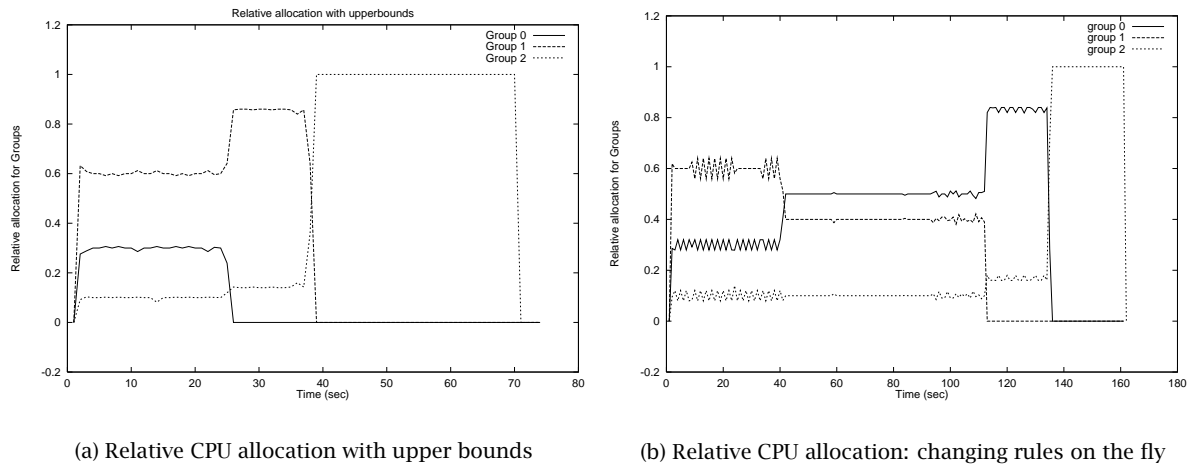 Relative allocation with upperbounds
1.2
1
0.8
0.6
0.4
0.2
0
-0.2
Relative allocation for Groups
Group 0
Group 1
Group 2
0 10 20 30 40 50 60 70 80
Time (sec)
(a) Relative CPU allocation with upper bounds
1.2
1
0.8
0.6
0.4
0.2
0
-0.2
Relative allocation for groups
group 0
group 1
group 2
0 20 40 60 80 100 120 140 160 180
Time (sec)
(b) Relative CPU allocation: changing rules on the fly